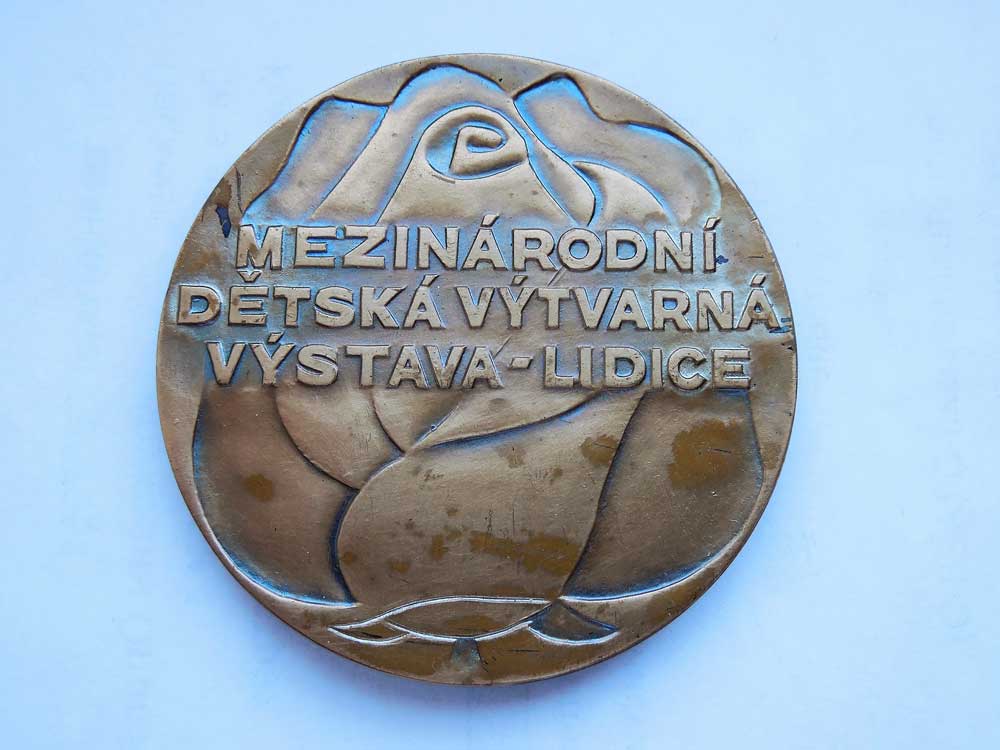 MEZINÁRODNÍ
DĚTSKÁ VÝTVARNÁ
VÝSTAVA - LIDICE